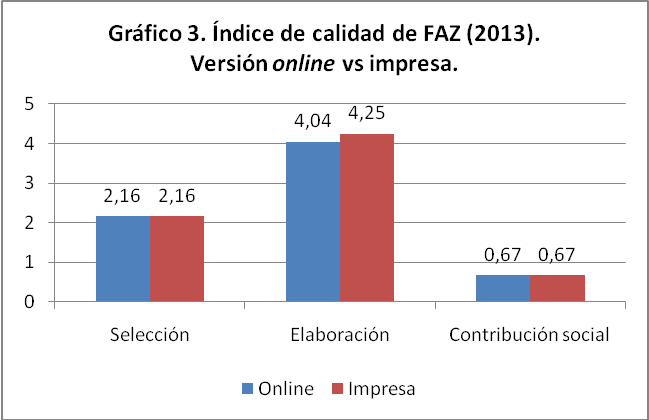 Gráfico 3. Índice de calidad de FAZ (2013).
Versión online vs impresa.
5
4
3
2
1
0
2,16 2,16
4,04 4,25
0,67 0,67
Selección Elaboración Contribución social
Online Impresa